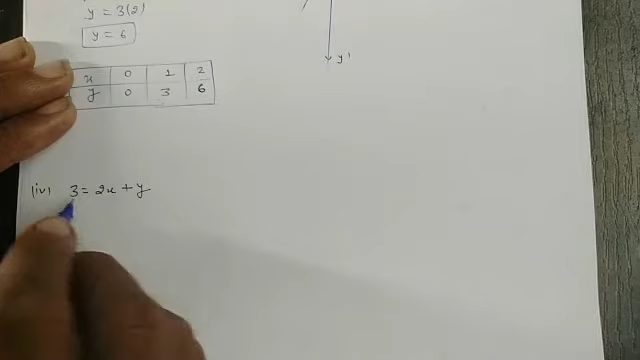 y = 3(2)
y = 6
y'
x 0 1 2
y 0 3 6
(iv) 3 = 2x + y